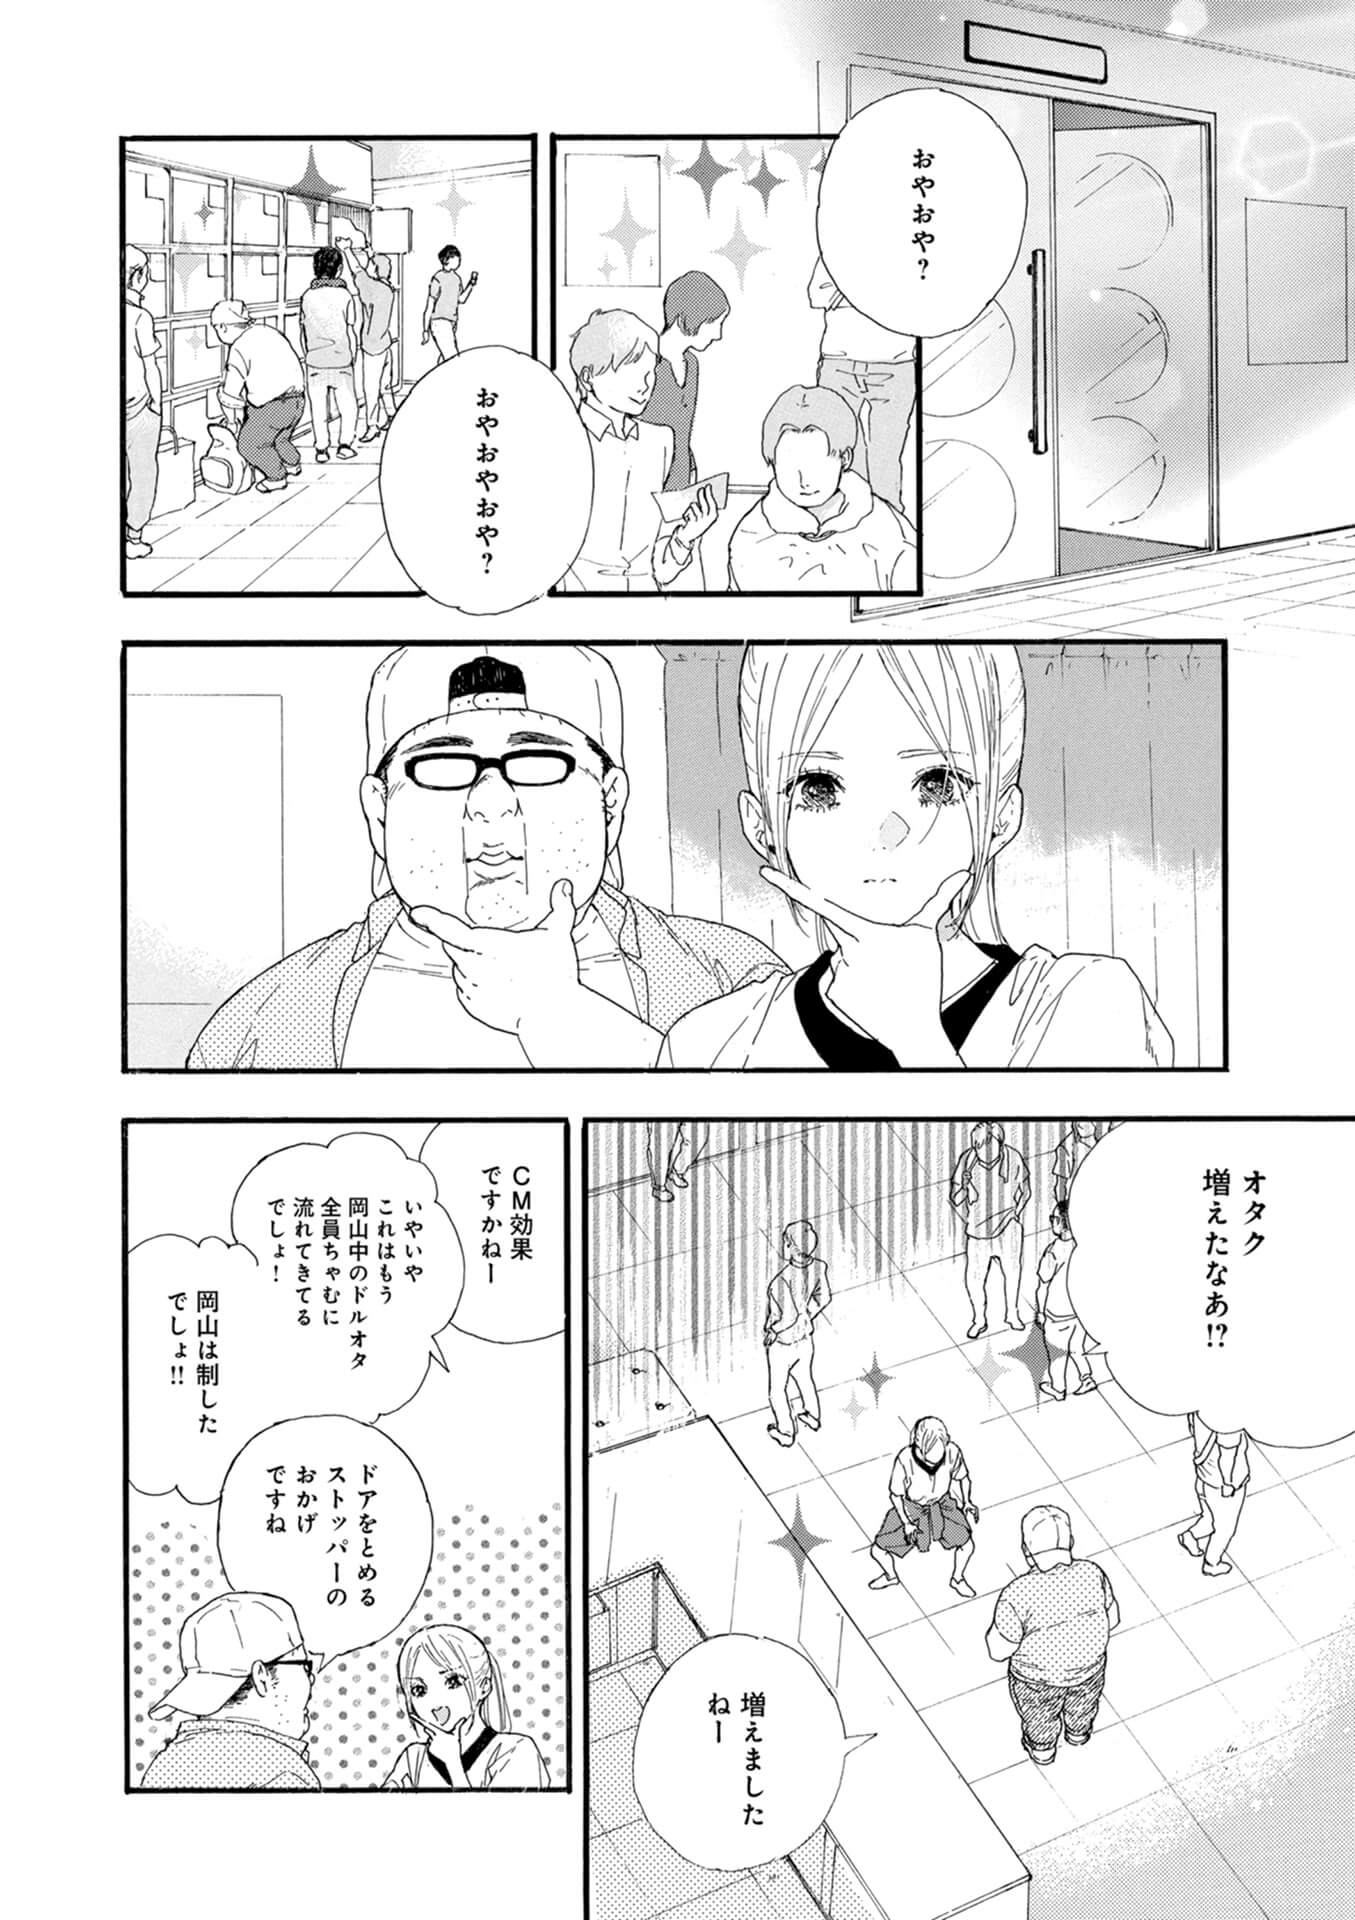 おやおや?
おやおやおや?
オタク
増えたなあ!?
増えました
ねー
CM効果
ですかねー
いやいや
これはもう
岡山中のドルオタ
全員ちゃむに
流れてきてる
でしょ!
岡山は制した
でしょ!!
ドアをとめる
ストッパーの
おかげ
ですね